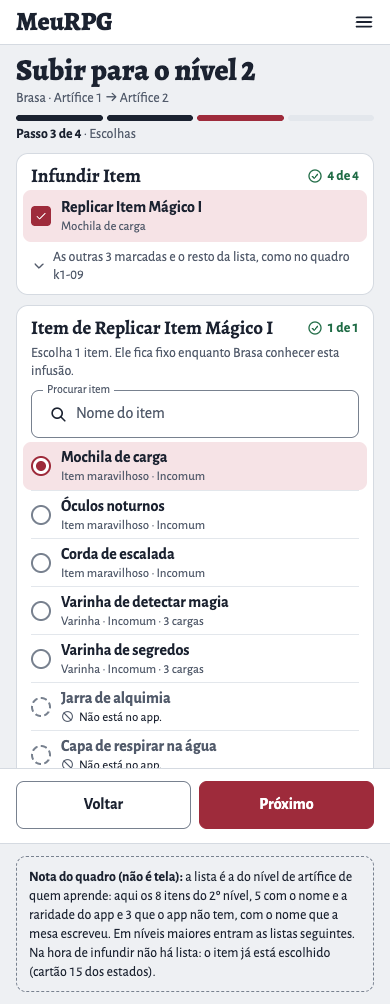 MeuRPG
Subir para o nível 2
Brasa · Artífice 1 → Artífice 2
Passo 3 de 4 · Escolhas
Infundir Item
4 de 4
Replicar Item Mágico I
Mochila de carga
As outras 3 marcadas e o resto da lista, como no quadro
k1-09
Item de Replicar Item Mágico I
1 de 1
Escolha 1 item. Ele fica fixo enquanto Brasa conhecer esta
infusão.
Procurar item
Nome do item
Mochila de carga
Item maravilhoso · Incomum
Óculos noturnos
Item maravilhoso · Incomum
Corda de escalada
Item maravilhoso · Incomum
Varinha de detectar magia
Varinha · Incomum · 3 cargas
Varinha de segredos
Varinha · Incomum · 3 cargas
Jarra de alquimia
Não está no app.
Capa de respirar na água
Não está no app.
Voltar
Próximo
Nota do quadro (não é tela): a lista é a do nível de artífice de
quem aprende: aqui os 8 itens do 2º nível, 5 com o nome e a
raridade do app e 3 que o app não tem, com o nome que a
mesa escreveu. Em níveis maiores entram as listas seguintes.
Na hora de infundir não há lista: o item já está escolhido
(cartão 15 dos estados).